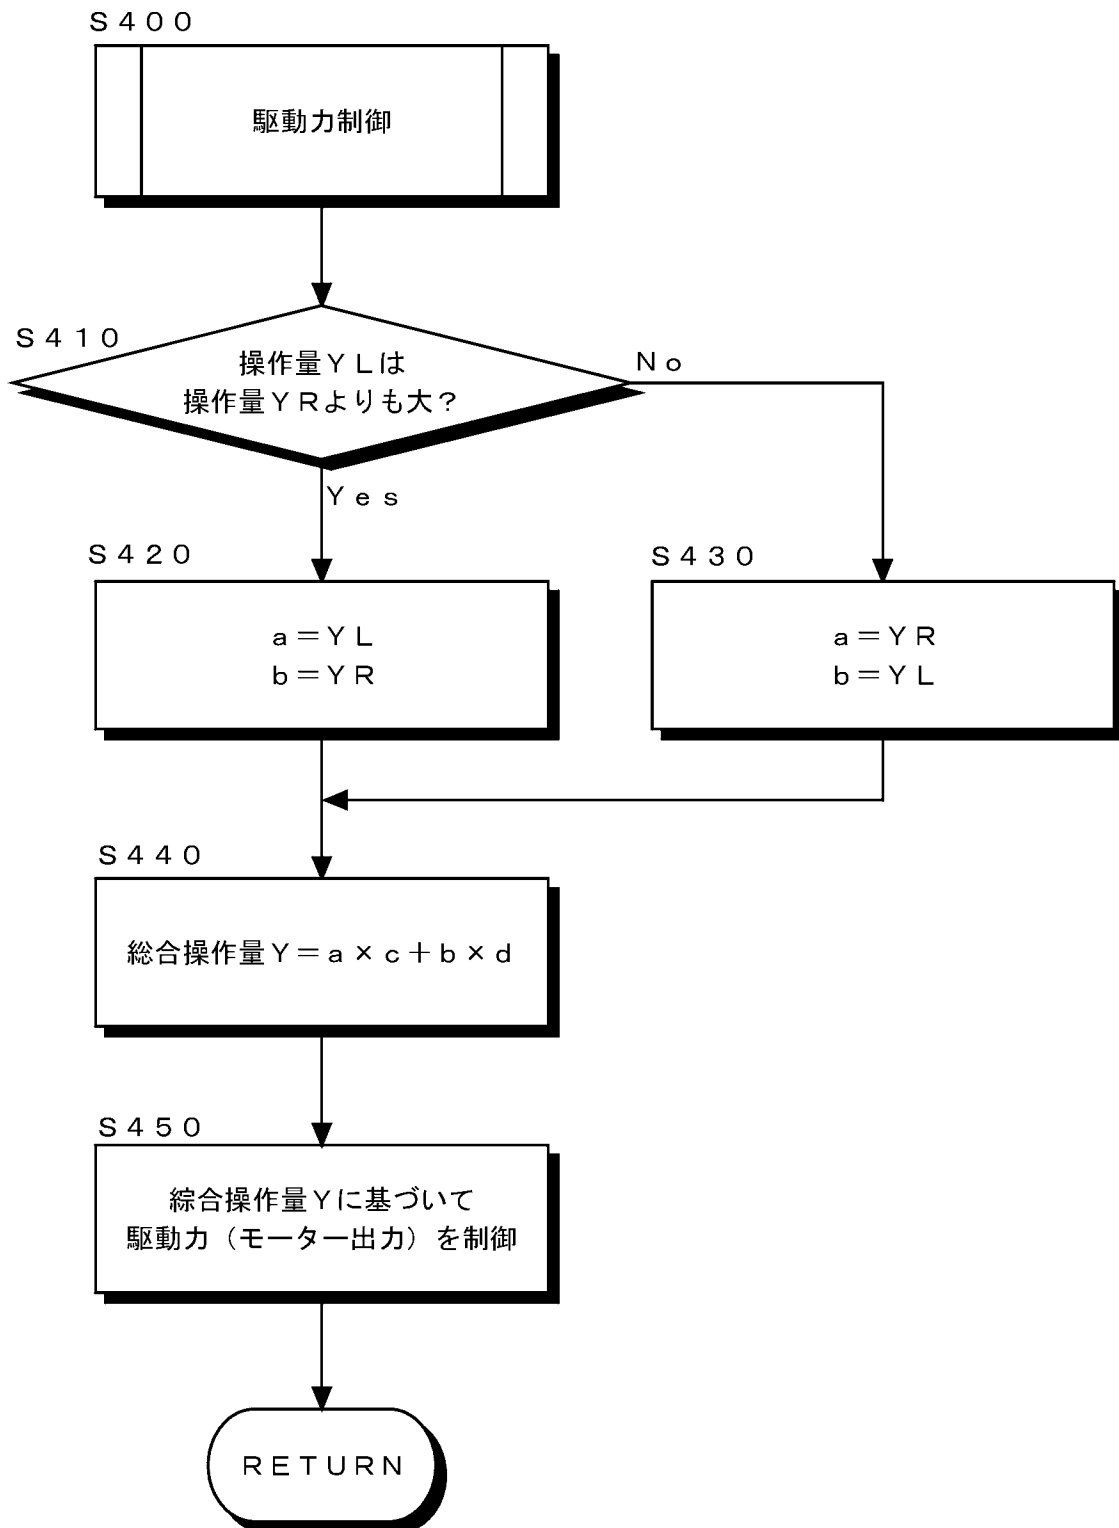 Ｓ４００
駆動力制御
Ｓ４１０
操作量ＹＬは
操作量ＹＲよりも大？
Ｎｏ
Ｙｅｓ
Ｓ４２０
ａ＝ＹＬ
ｂ＝ＹＲ
Ｓ４３０
ａ＝ＹＲ
ｂ＝ＹＬ
Ｓ４４０
総合操作量Ｙ＝ａ×ｃ＋ｂ×ｄ
Ｓ４５０
綜合操作量Ｙに基づいて
駆動力（モーター出力）を制御
ＲＥＴＵＲＮ